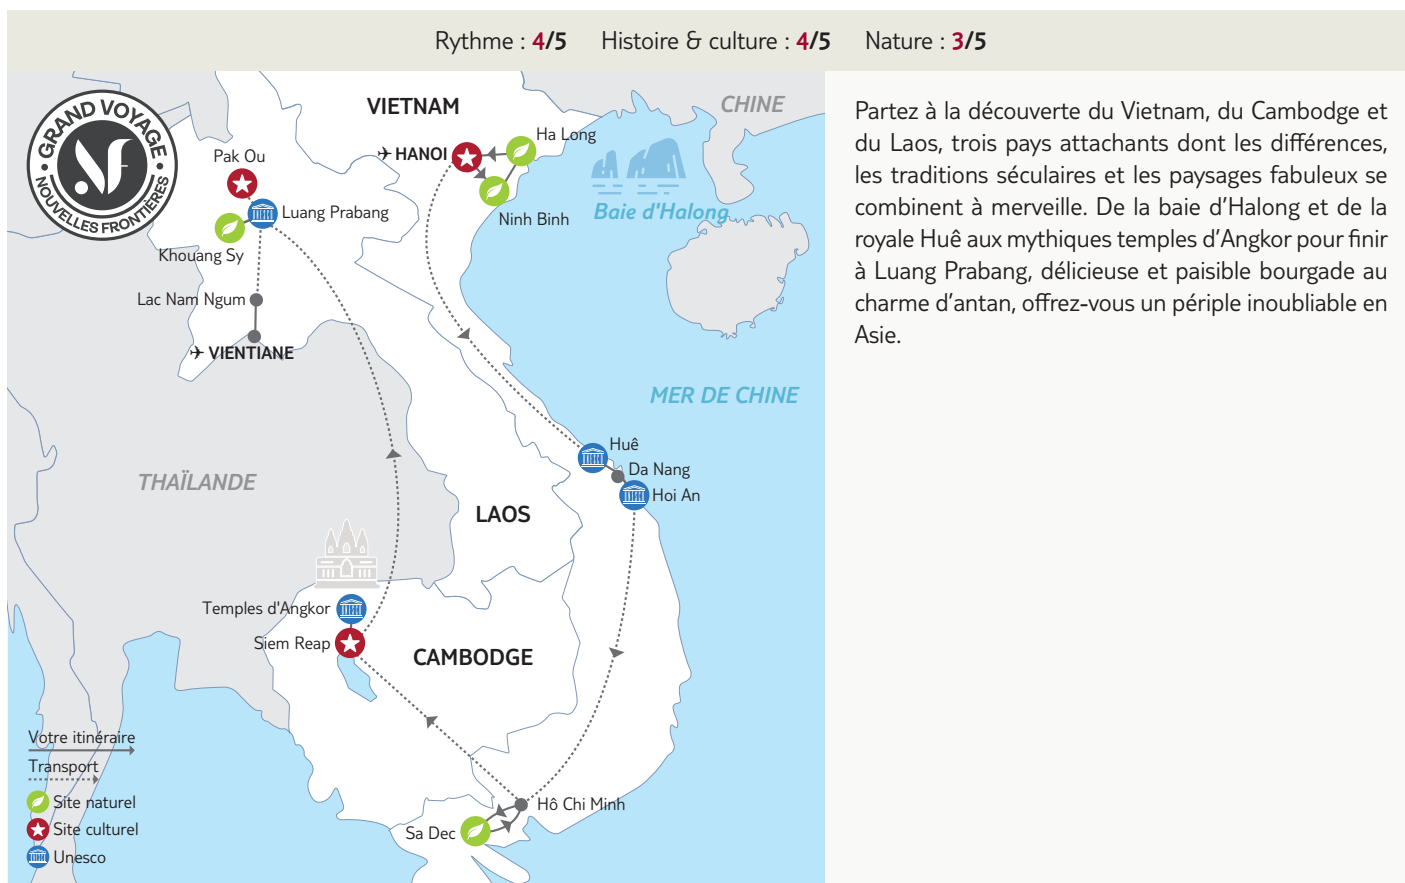 Rythme : 4/5 Histoire & culture : 4/5 Nature : 3/5
GRAND VOYAGE
NOUVELLES FRONTIÈRES
VIETNAM
CHINE
Ha Long
HANOI
Pak Ou
Luang Prabang
Ninh Binh
Baie d'Halong
Khouang Sy
Lac Nam Ngum
VIENTIANE
MER DE CHINE
Huê
Da Nang
Hoi An
THAÏLANDE
LAOS
Temples d'Angkor
Siem Reap
CAMBODGE
Hô Chi Minh
Sa Dec
Votre itinéraire
Transport
Site naturel
Site culturel
Unesco
Partez à la découverte du Vietnam, du Cambodge et
du Laos, trois pays attachants dont les différences,
les traditions séculaires et les paysages fabuleux se
combinent à merveille. De la baie d’Halong et de la
royale Huê aux mythiques temples d’Angkor pour finir
à Luang Prabang, délicieuse et paisible bourgade au
charme d’antan, offrez-vous un périple inoubliable en
Asie.